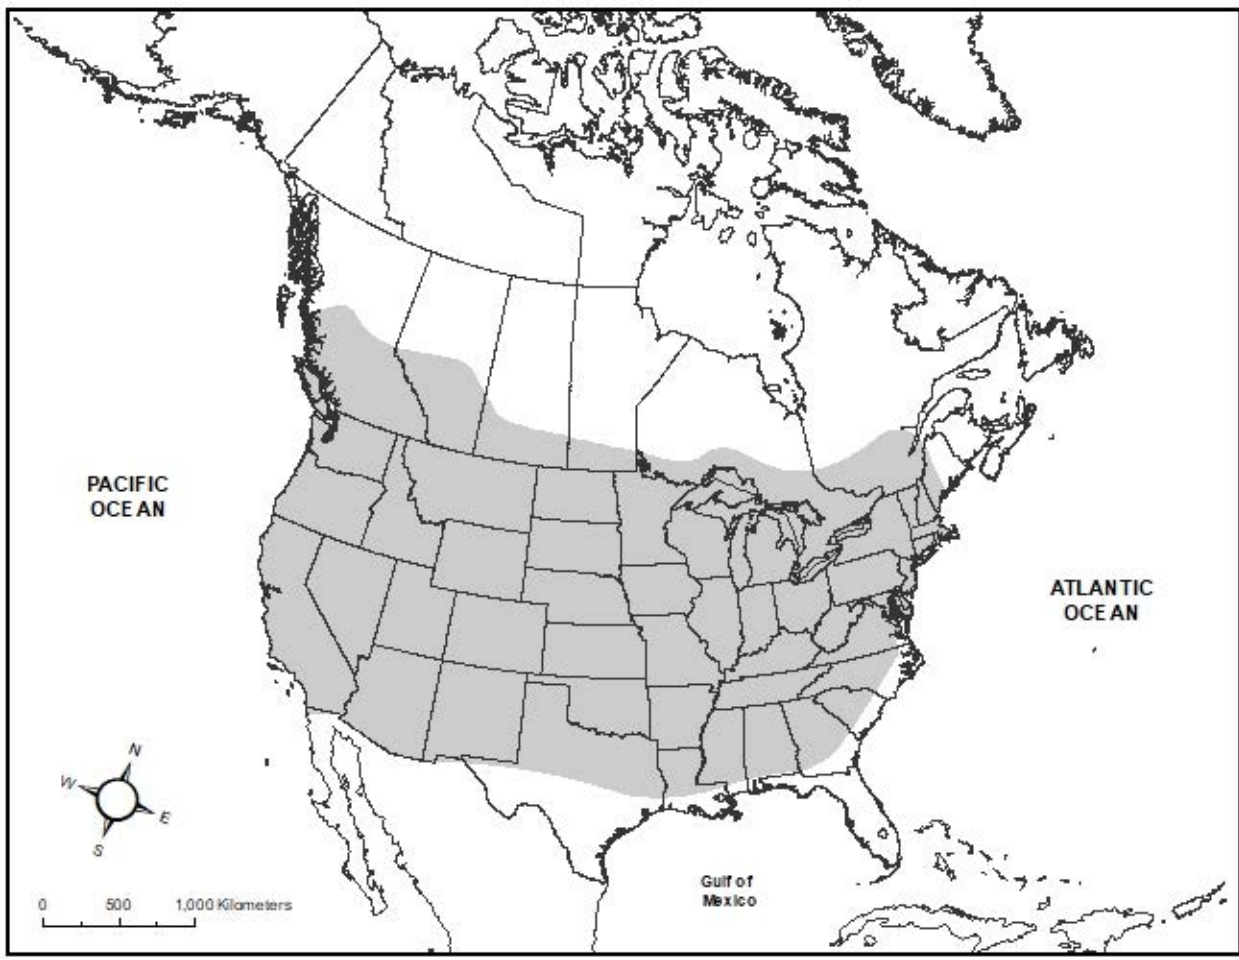 PACIFIC
OCEAN
ATLANTIC
OCEAN
N
W
E
S
0 500 1,000 Kilometers
Gulf of
Mexico